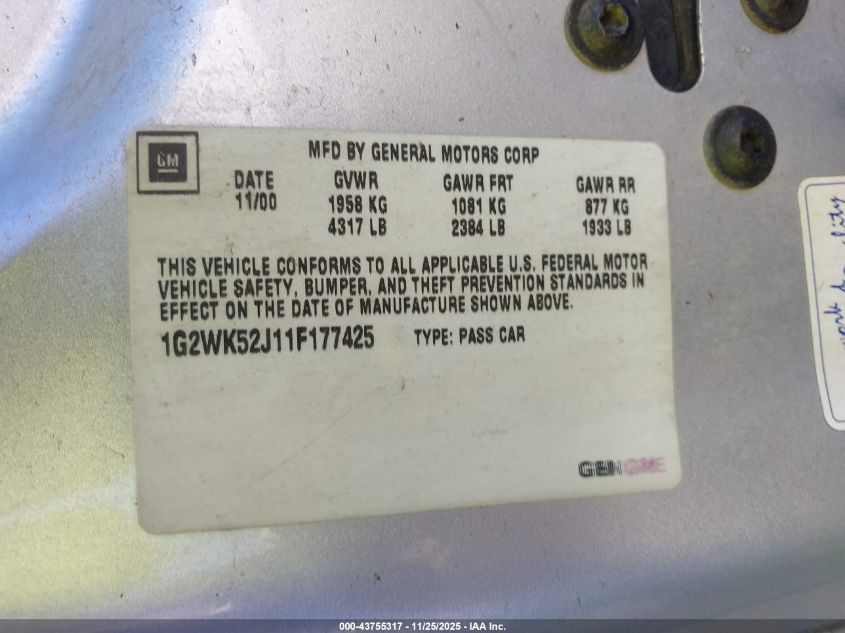 GM
MFD BY GENERAL MOTORS CORP
DATE GVWR GAWR FRT GAWR RR
11/00 1958 KG 1081 KG 877 KG
4317 LB 2384 LB 1933 LB
THIS VEHICLE CONFORMS TO ALL APPLICABLE U.S. FEDERAL MOTOR
VEHICLE SAFETY, BUMPER, AND THEFT PREVENTION STANDARDS IN
EFFECT ON THE DATE OF MANUFACTURE SHOWN ABOVE.
1G2WK52J11F177425 TYPE: PASS CAR
000-43755317 - 11/25/2025 - IAA Inc.